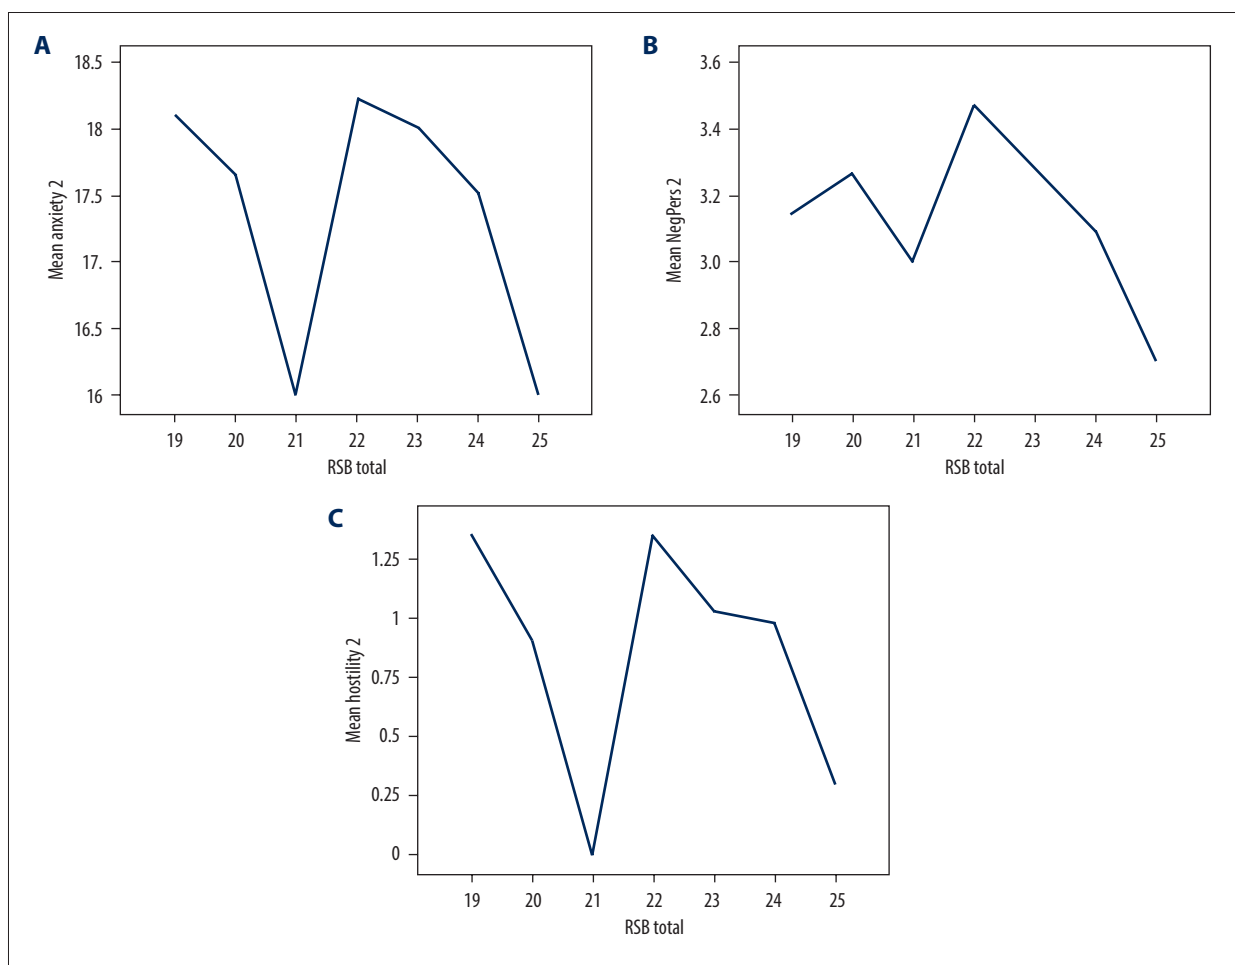 A
18.5
18
17.5
17.
16.5
16
Mean anxiety 2
19 20 21 22 23 24 25
RSB total
B
3.6
3.4
3.2
3.0
2.8
2.6
Mean NegPers 2
19 20 21 22 23 24 25
RSB total
C
1.25
1
0.75
0.5
0.25
0
Mean hostility 2
19 20 21 22 23 24 25
RSB total